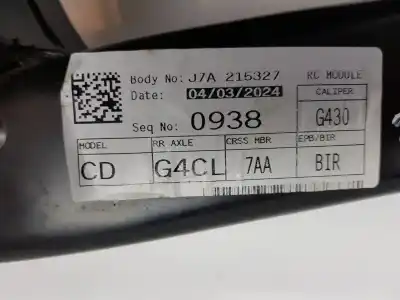 Body No: J7A 215327 RC MODULE
Date: 04/03/2024 CALIPER
Seq No: 0938 G430
MODEL RR AXLE CRSS MBR EPB/BIR
CD G4CL 7AA BIR